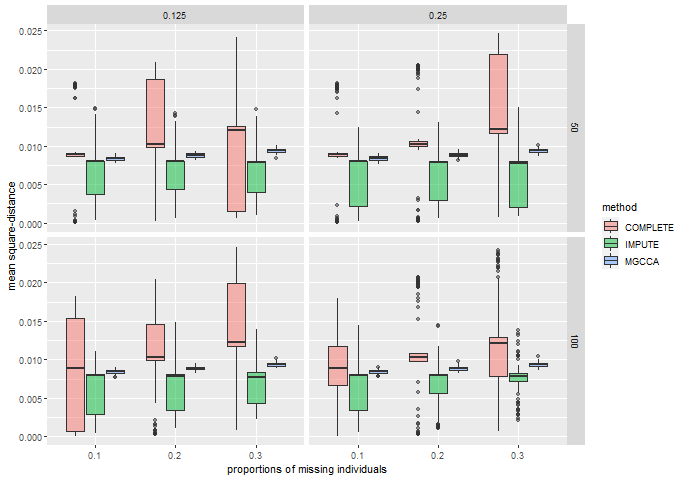 0.125 0.25
0.025
0.020
0.015
0.010
0.005
0.000
50
mean square-distance
0.025
0.020
0.015
0.010
0.005
0.000
100
0.1 0.2 0.3 0.1 0.2 0.3
proportions of missing individuals
method
COMPLETE
IMPUTE
MGCCA